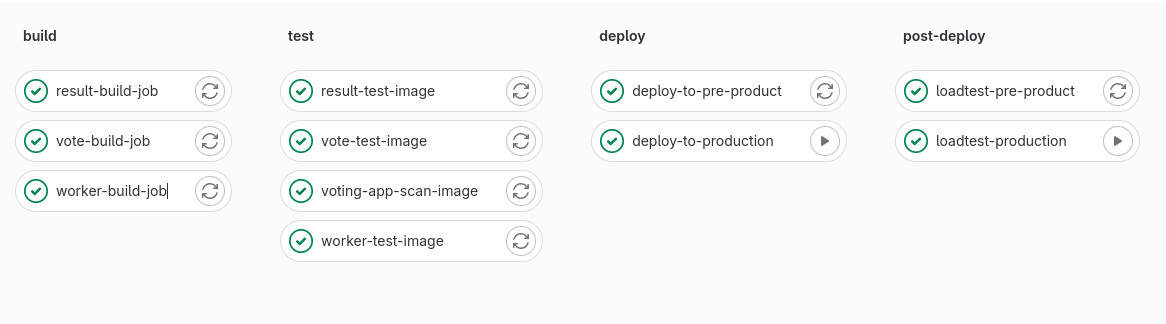 build
result-build-job
vote-build-job
worker-build-job
test
result-test-image
vote-test-image
voting-app-scan-image
worker-test-image
deploy
deploy-to-pre-product
deploy-to-production
post-deploy
loadtest-pre-product
loadtest-production